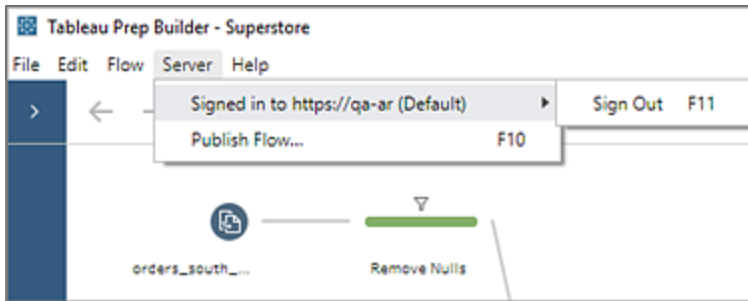 Tableau Prep Builder - Superstore
File Edit Flow Server Help
Signed in to https://qa-ar (Default) Sign Out F11
Publish Flow... F10
orders_south_... Remove Nulls